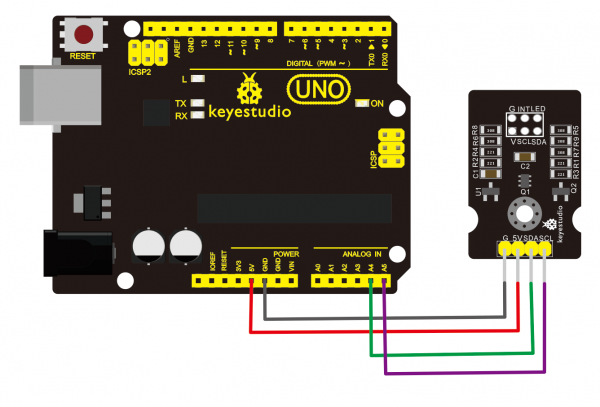 RESET
ICSP2
AREF
GND
13
12
~11
~10
~9
8
7
~6
~5
4
~3
2
TX0▶1
RX0◀0
DIGITAL (PWM ~)
L
TX
RX
keyestudio
UNO
ON
ICSP
POWER
ANALOG IN
IOREF
RESET
3V3
5V
GND
GND
VIN
A0
A1
A2
A3
A4
A5
G INT LED
V SCL SDA
R8
R6
R4
R2
C1
U1
R5
R9
R7
R1
R3
Q2
C2
Q1
keyestudio
G 5V SDA SCL